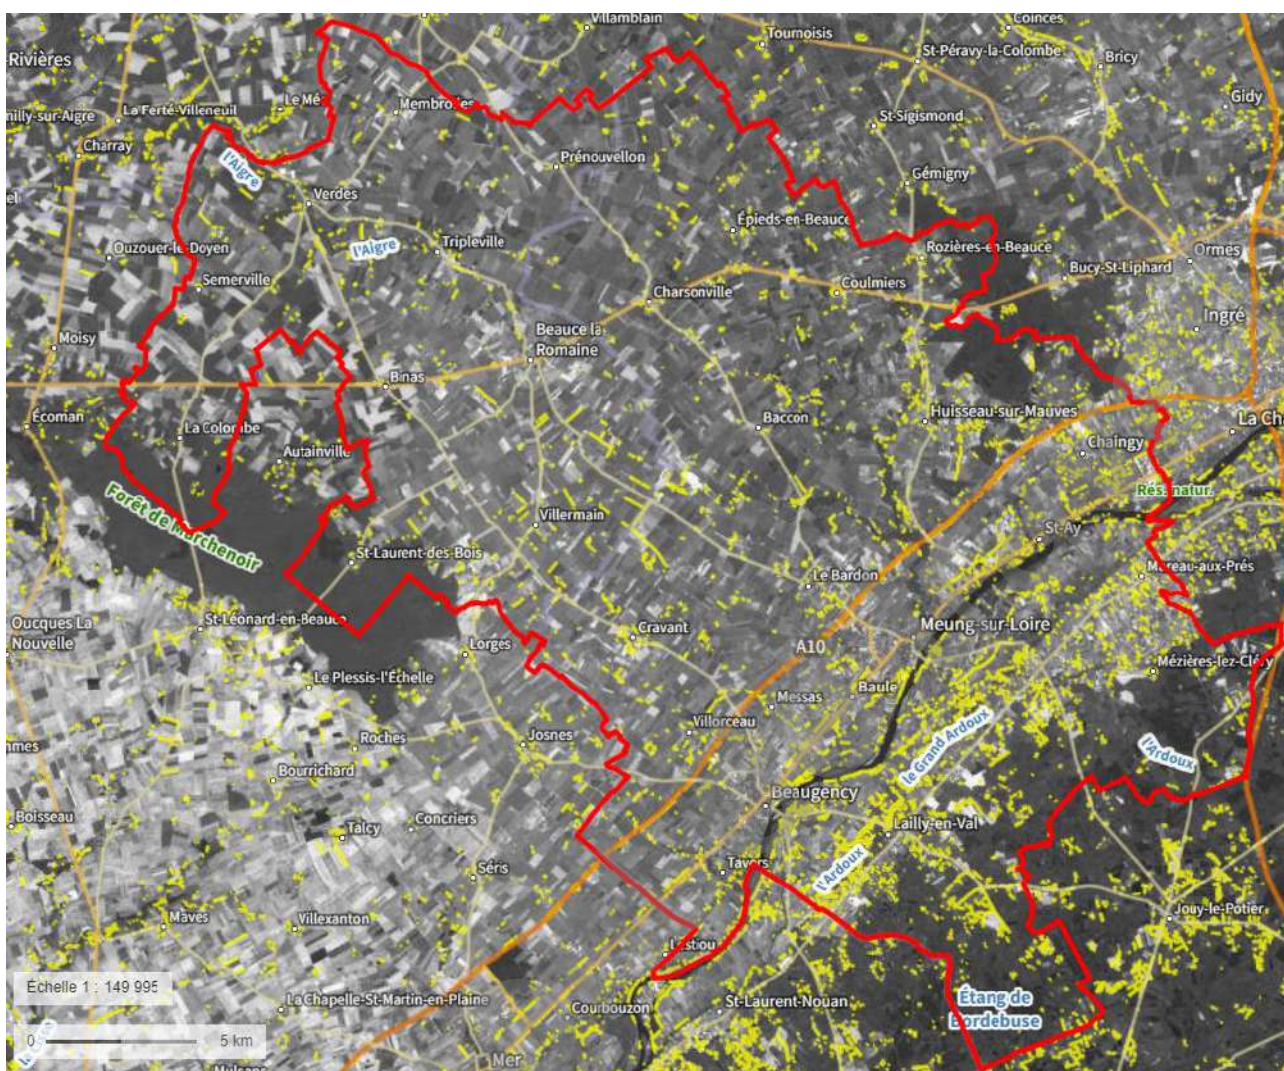 Villamblain
Coinces
Tournoisis
St-Péravy-la-Colombe
Bricy
Rivières
Gidy
La Ferté-Villeneuil
Le Mé
Membrolles
St-Sigismond
Charray
Prénouvellon
Gémigny
l'Aigre
Verdes
Épieds-en-Beauce
Ouzouer-le-Doyen
l'Aigre
Tripleville
Rozières-en-Beauce
Ormes
Bucy-St-Liphard
Semerville
Coulmiers
Charsonville
Ingré
Beauce la
Romaine
Moisy
Binas
Écoman
Huisseau-sur-Mauves
Baccon
La Colombe
La Cha
Chaingy
Autainville
Forêt de Marchenoir
Rés. natur.
Villermain
St-Ay
St-Laurent-des-Bois
Mareau-aux-Prés
Le Bardon
Oucques La
Nouvelle
St-Léonard-en-Beauce
Cravant
Meung-sur-Loire
Lorges
A10
Mézières-lez-Cléry
Le Plessis-l'Échelle
Messas
Baule
Villorceau
Roches
Josnes
le Grand Ardoux
l'Ardoux
Bourrichard
Beaugency
Boisseau
Talcy
Concriers
Lailly-en-Val
Tavers
l'Ardoux
Séris
Maves
Villexanton
Jouy-le-Potier
Lestiou
Échelle 1 : 149 995
La Chapelle-St-Martin-en-Plaine
Courbouzon
St-Laurent-Nouan
Étang de
Bordebuse
0 5 km
Mer